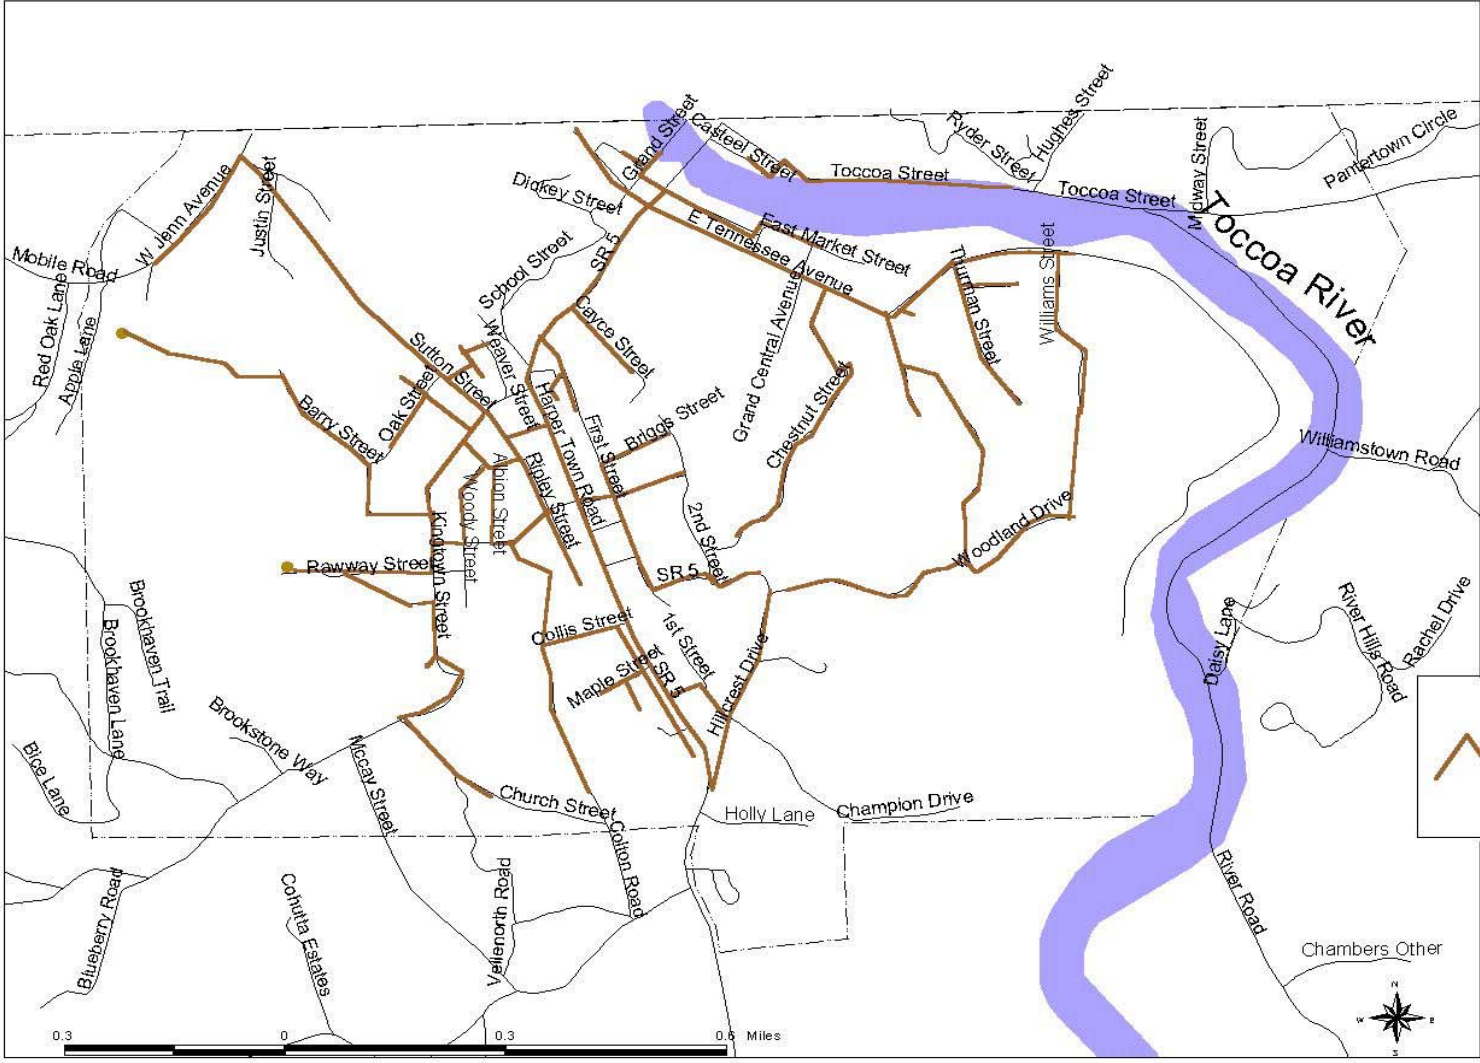 Grand Street
Casteel Street
Ryder Street
Hughes Street
Midway Street
Pantertown Circle
Toccoa Street
Toccoa Street
Dickey Street
W Jenn Avenue
Justin Street
Mobile Road
Red Oak Lane
Apple Lane
School Street
SR 5
E Tennessee Avenue
East Market Street
Toccoa River
Thurman Street
Williams Street
Cayce Street
Grand Central Avenue
Chestnut Street
Sutton Street
Weaver Street
Oak Street
Barry Street
Harper Town Road
First Street
Briggs Street
Williamstown Road
Ripley Street
Albion Street
Woody Street
Kingtown Street
2nd Street
Woodland Drive
Rawway Street
SR 5
Collis Street
1st Street
Maple Street
SR 5
Hillcrest Drive
Daisy Lane
River Hills Road
Rachel Drive
Brookhaven Trail
Brookhaven Lane
Bice Lane
Brookstone Way
Mccay Street
Church Street
Colton Road
Holly Lane
Champion Drive
Blueberry Road
Cohutta Estates
River Road
Chambers Other
N
W E
S
0.3 0 0.3 0.6 Miles